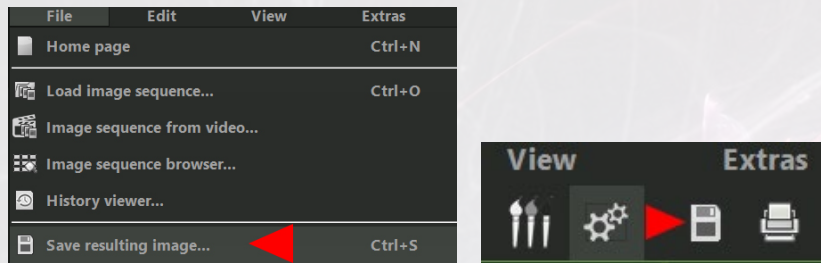 File Edit View Extras
Home page Ctrl+N
Load image sequence... Ctrl+O
Image sequence from video...
Image sequence browser...
History viewer...
Save resulting image... Ctrl+S
View Extras